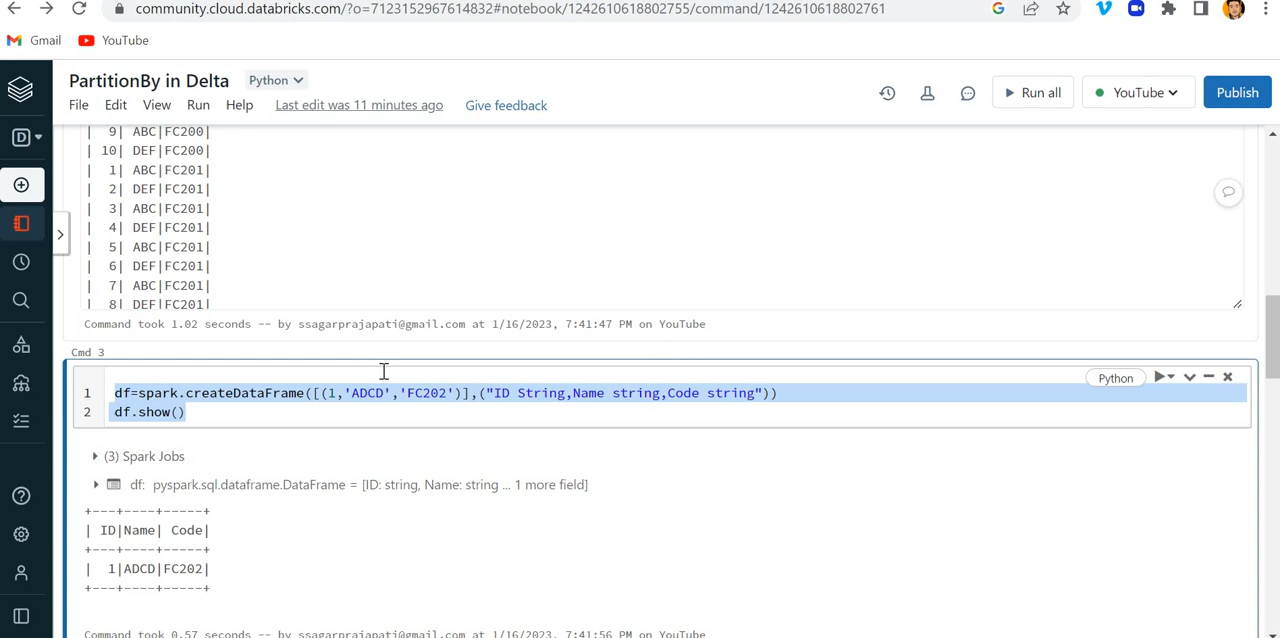 community.cloud.databricks.com/?o=7123152967614832#notebook/1242610618802755/command/1242610618802761
Gmail YouTube
PartitionBy in Delta Python
File Edit View Run Help Last edit was 11 minutes ago Give feedback
Run all YouTube Publish
D
| 9| ABC|FC200|
| 10| DEF|FC200|
| 1| ABC|FC201|
| 2| DEF|FC201|
| 3| ABC|FC201|
| 4| DEF|FC201|
| 5| ABC|FC201|
| 6| DEF|FC201|
| 7| ABC|FC201|
| 8| DEF|FC201|
Command took 1.02 seconds -- by ssagarprajapati@gmail.com at 1/16/2023, 7:41:47 PM on YouTube
Cmd 3
Python
1 df=spark.createDataFrame([(1,'ADCD','FC202')],("ID String,Name string,Code string"))
2 df.show()
(3) Spark Jobs
df: pyspark.sql.dataframe.DataFrame = [ID: string, Name: string ... 1 more field]
+---+----+-----+
| ID|Name| Code|
+---+----+-----+
| 1|ADCD|FC202|
+---+----+-----+
Command took 0.57 seconds -- by ssagarprajapati@gmail.com at 1/16/2023, 7:41:56 PM on YouTube